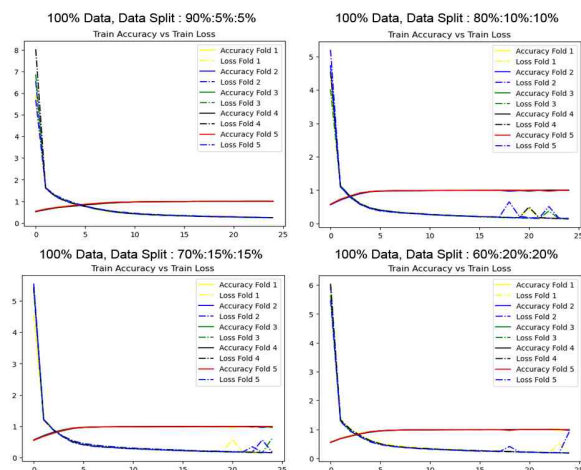 100% Data, Data Split : 90%:5%:5%
Train Accuracy vs Train Loss
8
7
6
5
4
3
2
1
0
Accuracy Fold 1
Loss Fold 1
Accuracy Fold 2
Loss Fold 2
Accuracy Fold 3
Loss Fold 3
Accuracy Fold 4
Loss Fold 4
Accuracy Fold 5
Loss Fold 5
0 5 10 15 20 25
100% Data, Data Split : 80%:10%:10%
Train Accuracy vs Train Loss
5
4
3
2
1
0
Accuracy Fold 1
Loss Fold 1
Accuracy Fold 2
Loss Fold 2
Accuracy Fold 3
Loss Fold 3
Accuracy Fold 4
Loss Fold 4
Accuracy Fold 5
Loss Fold 5
0 5 10 15 20 25
100% Data, Data Split : 70%:15%:15%
Train Accuracy vs Train Loss
5
4
3
2
1
0
Accuracy Fold 1
Loss Fold 1
Accuracy Fold 2
Loss Fold 2
Accuracy Fold 3
Loss Fold 3
Accuracy Fold 4
Loss Fold 4
Accuracy Fold 5
Loss Fold 5
0 5 10 15 20 25
100% Data, Data Split : 60%:20%:20%
Train Accuracy vs Train Loss
6
5
4
3
2
1
0
Accuracy Fold 1
Loss Fold 1
Accuracy Fold 2
Loss Fold 2
Accuracy Fold 3
Loss Fold 3
Accuracy Fold 4
Loss Fold 4
Accuracy Fold 5
Loss Fold 5
0 5 10 15 20 25